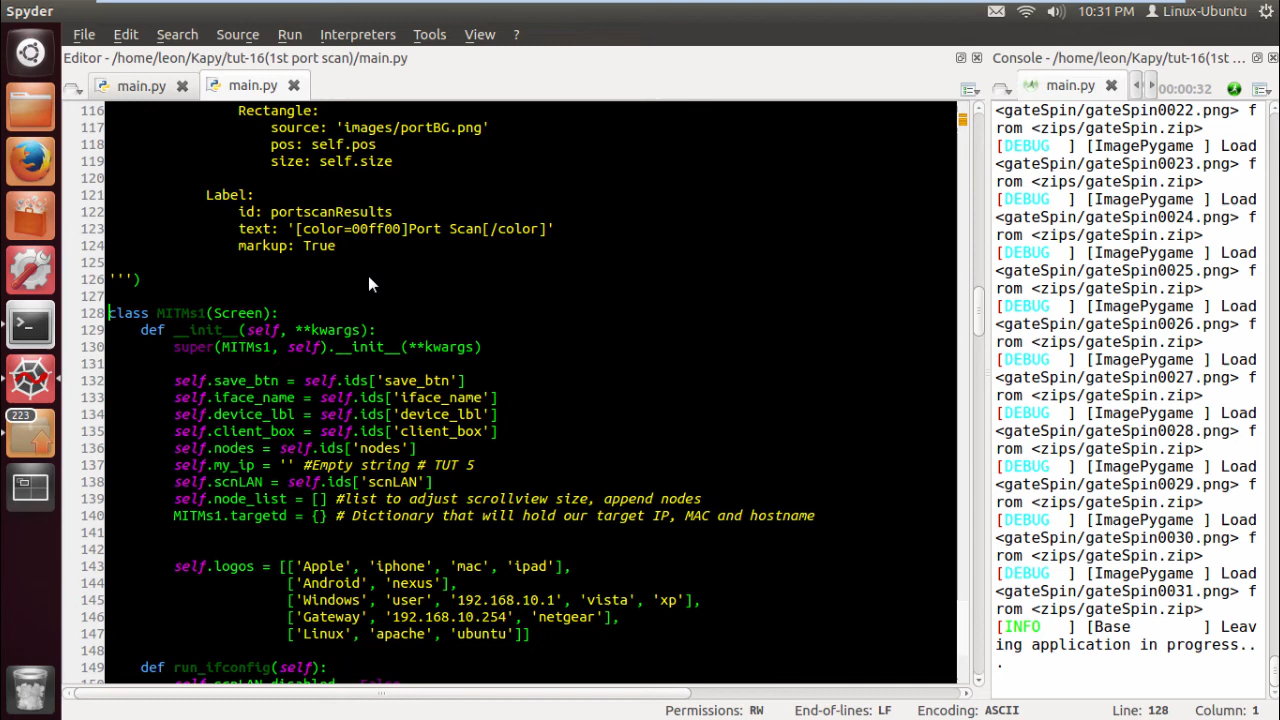 Spyder
10:31 PM
Linux-Ubuntu
File Edit Search Source Run Interpreters Tools View ?
Editor - /home/leon/Kapy/tut-16(1st port scan)/main.py
Console - /home/leon/Kapy/tut-16(1st ...
main.py
main.py
main.py
00:00:32
116 Rectangle:
117 source: 'images/portBG.png'
118 pos: self.pos
119 size: self.size
120
121 Label:
122 id: portscanResults
123 text: '[color=00ff00]Port Scan[/color]'
124 markup: True
125
126 ''')
127
128 class MITMs1(Screen):
129 def __init__(self, **kwargs):
130 super(MITMs1, self).__init__(**kwargs)
131
132 self.save_btn = self.ids['save_btn']
133 self.iface_name = self.ids['iface_name']
134 self.device_lbl = self.ids['device_lbl']
135 self.client_box = self.ids['client_box']
136 self.nodes = self.ids['nodes']
137 self.my_ip = '' #Empty string # TUT 5
138 self.scnLAN = self.ids['scnLAN']
139 self.node_list = [] #list to adjust scrollview size, append nodes
140 MITMs1.targetd = {} # Dictionary that will hold our target IP, MAC and hostname
141
142
143 self.logos = [['Apple', 'iphone', 'mac', 'ipad'],
144 ['Android', 'nexus'],
145 ['Windows', 'user', '192.168.10.1', 'vista', 'xp'],
146 ['Gateway', '192.168.10.254', 'netgear'],
147 ['Linux', 'apache', 'ubuntu']]
148
149 def run_ifconfig(self):
150 self.scnLAN.disabled = False
<gateSpin/gateSpin0022.png> f
rom <zips/gateSpin.zip>
[DEBUG ] [ImagePygame ] Load
<gateSpin/gateSpin0023.png> f
rom <zips/gateSpin.zip>
[DEBUG ] [ImagePygame ] Load
<gateSpin/gateSpin0024.png> f
rom <zips/gateSpin.zip>
[DEBUG ] [ImagePygame ] Load
<gateSpin/gateSpin0025.png> f
rom <zips/gateSpin.zip>
[DEBUG ] [ImagePygame ] Load
<gateSpin/gateSpin0026.png> f
rom <zips/gateSpin.zip>
[DEBUG ] [ImagePygame ] Load
<gateSpin/gateSpin0027.png> f
rom <zips/gateSpin.zip>
[DEBUG ] [ImagePygame ] Load
<gateSpin/gateSpin0028.png> f
rom <zips/gateSpin.zip>
[DEBUG ] [ImagePygame ] Load
<gateSpin/gateSpin0029.png> f
rom <zips/gateSpin.zip>
[DEBUG ] [ImagePygame ] Load
<gateSpin/gateSpin0030.png> f
rom <zips/gateSpin.zip>
[DEBUG ] [ImagePygame ] Load
<gateSpin/gateSpin0031.png> f
rom <zips/gateSpin.zip>
[INFO ] [Base ] Leav
ing application in progress..
.
223
Permissions: RW End-of-lines: LF Encoding: ASCII Line: 128 Column: 1